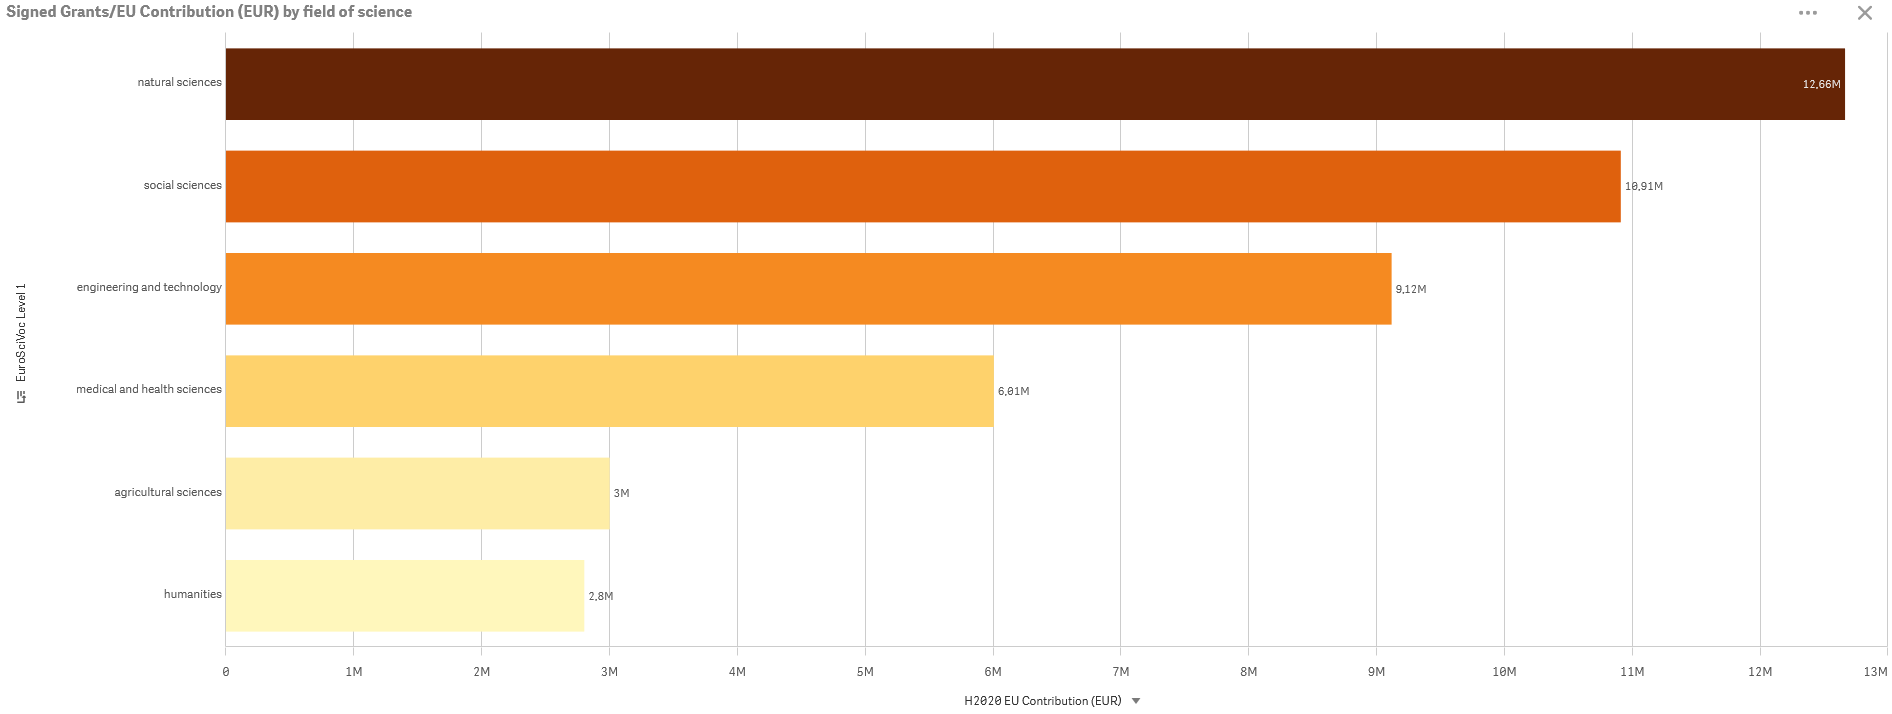 Signed Grants/EU Contribution (EUR) by field of science
EuroSciVoc Level 1
natural sciences
12,66M
social sciences
10,91M
engineering and technology
9,12M
medical and health sciences
6,01M
agricultural sciences
3M
humanities
2,8M
0 1M 2M 3M 4M 5M 6M 7M 8M 9M 10M 11M 12M 13M
H2020 EU Contribution (EUR)